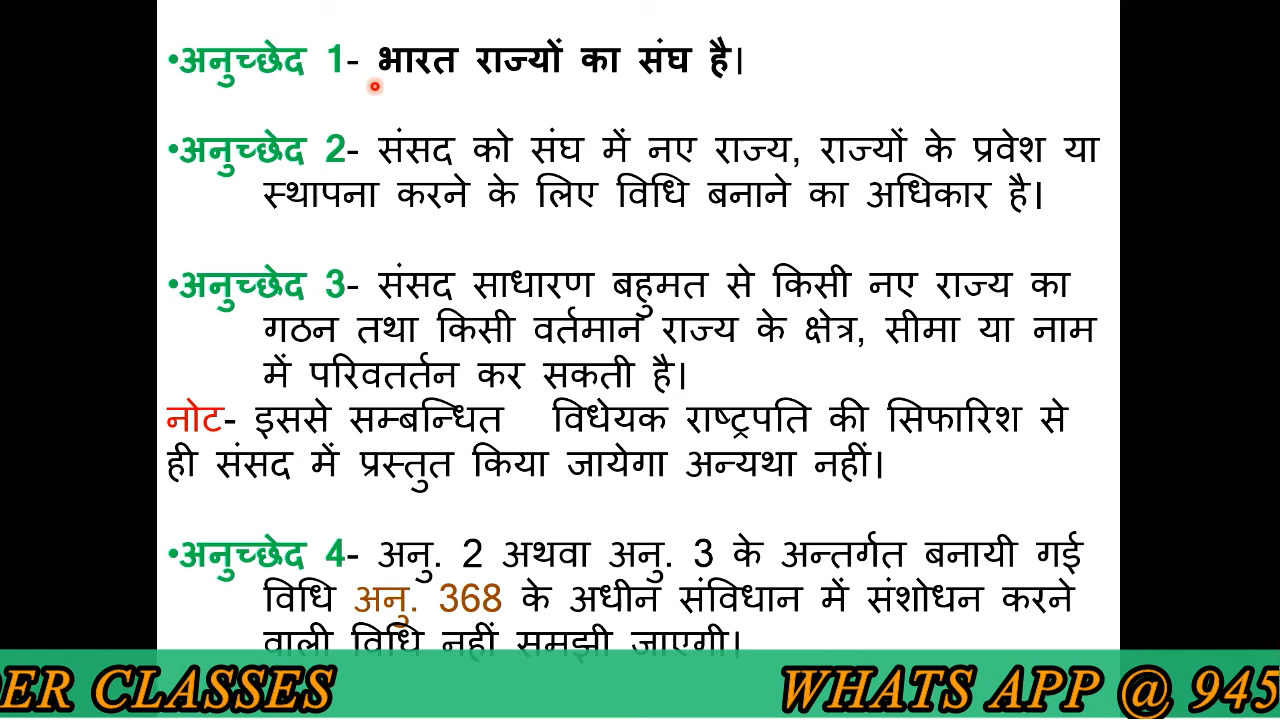 •अनुच्छेद 1- भारत राज्यों का संघ है।
•अनुच्छेद 2- संसद को संघ में नए राज्य, राज्यों के प्रवेश या
स्थापना करने के लिए विधि बनाने का अधिकार है।
•अनुच्छेद 3- संसद साधारण बहुमत से किसी नए राज्य का
गठन तथा किसी वर्तमान राज्य के क्षेत्र, सीमा या नाम
में परिवतर्तन कर सकती है।
नोट- इससे सम्बन्धित विधेयक राष्ट्रपति की सिफारिश से
ही संसद में प्रस्तुत किया जायेगा अन्यथा नहीं।
•अनुच्छेद 4- अनु. 2 अथवा अनु. 3 के अन्तर्गत बनायी गई
विधि अनु. 368 के अधीन संविधान में संशोधन करने
वाली विधि नहीं समझी जाएगी।
ER CLASSES WHATS APP @ 945